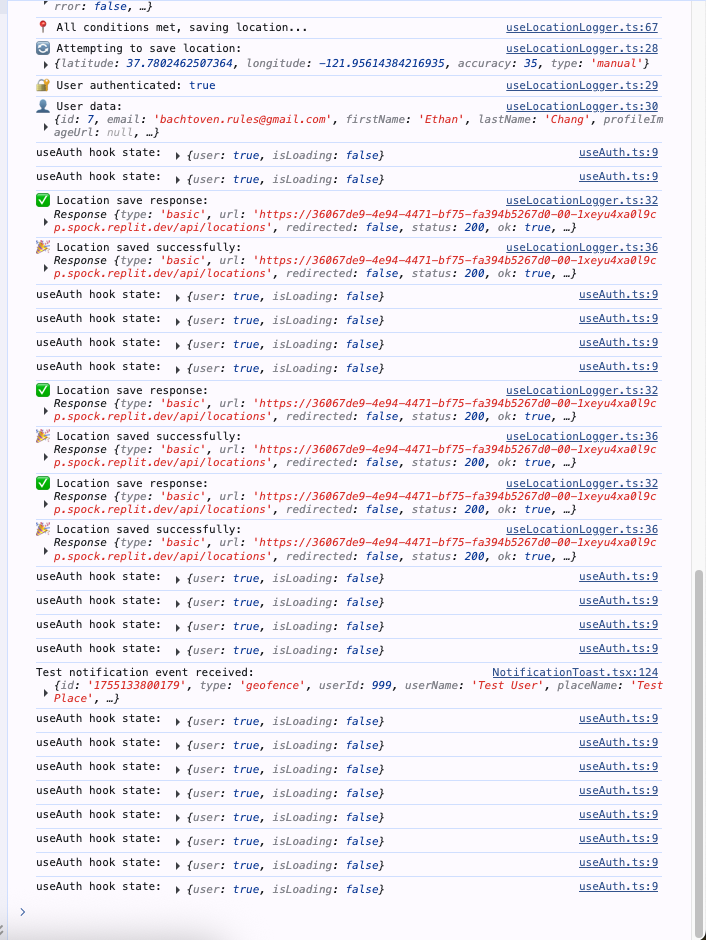 rror: false, …}
📍 All conditions met, saving location... useLocationLogger.ts:67
🔄 Attempting to save location: useLocationLogger.ts:28
{latitude: 37.7802462507364, longitude: -121.95614384216935, accuracy: 35, type: 'manual'}
🔐 User authenticated: true useLocationLogger.ts:29
👤 User data: useLocationLogger.ts:30
{id: 7, email: 'bachtoven.rules@gmail.com', firstName: 'Ethan', lastName: 'Chang', profileIm
ageUrl: null, …}
useAuth hook state: {user: true, isLoading: false} useAuth.ts:9
useAuth hook state: {user: true, isLoading: false} useAuth.ts:9
✅ Location save response: useLocationLogger.ts:32
Response {type: 'basic', url: 'https://36067de9-4e94-4471-bf75-fa394b5267d0-00-1xeyu4xa0l9c
p.spock.replit.dev/api/locations', redirected: false, status: 200, ok: true, …}
🎉 Location saved successfully: useLocationLogger.ts:36
Response {type: 'basic', url: 'https://36067de9-4e94-4471-bf75-fa394b5267d0-00-1xeyu4xa0l9c
p.spock.replit.dev/api/locations', redirected: false, status: 200, ok: true, …}
useAuth hook state: {user: true, isLoading: false} useAuth.ts:9
useAuth hook state: {user: true, isLoading: false} useAuth.ts:9
useAuth hook state: {user: true, isLoading: false} useAuth.ts:9
useAuth hook state: {user: true, isLoading: false} useAuth.ts:9
✅ Location save response: useLocationLogger.ts:32
Response {type: 'basic', url: 'https://36067de9-4e94-4471-bf75-fa394b5267d0-00-1xeyu4xa0l9c
p.spock.replit.dev/api/locations', redirected: false, status: 200, ok: true, …}
🎉 Location saved successfully: useLocationLogger.ts:36
Response {type: 'basic', url: 'https://36067de9-4e94-4471-bf75-fa394b5267d0-00-1xeyu4xa0l9c
p.spock.replit.dev/api/locations', redirected: false, status: 200, ok: true, …}
✅ Location save response: useLocationLogger.ts:32
Response {type: 'basic', url: 'https://36067de9-4e94-4471-bf75-fa394b5267d0-00-1xeyu4xa0l9c
p.spock.replit.dev/api/locations', redirected: false, status: 200, ok: true, …}
🎉 Location saved successfully: useLocationLogger.ts:36
Response {type: 'basic', url: 'https://36067de9-4e94-4471-bf75-fa394b5267d0-00-1xeyu4xa0l9c
p.spock.replit.dev/api/locations', redirected: false, status: 200, ok: true, …}
useAuth hook state: {user: true, isLoading: false} useAuth.ts:9
useAuth hook state: {user: true, isLoading: false} useAuth.ts:9
useAuth hook state: {user: true, isLoading: false} useAuth.ts:9
useAuth hook state: {user: true, isLoading: false} useAuth.ts:9
Test notification event received: NotificationToast.tsx:124
{id: '1755133800179', type: 'geofence', userId: 999, userName: 'Test User', placeName: 'Test
Place', …}
useAuth hook state: {user: true, isLoading: false} useAuth.ts:9
useAuth hook state: {user: true, isLoading: false} useAuth.ts:9
useAuth hook state: {user: true, isLoading: false} useAuth.ts:9
useAuth hook state: {user: true, isLoading: false} useAuth.ts:9
useAuth hook state: {user: true, isLoading: false} useAuth.ts:9
useAuth hook state: {user: true, isLoading: false} useAuth.ts:9
useAuth hook state: {user: true, isLoading: false} useAuth.ts:9
useAuth hook state: {user: true, isLoading: false} useAuth.ts:9